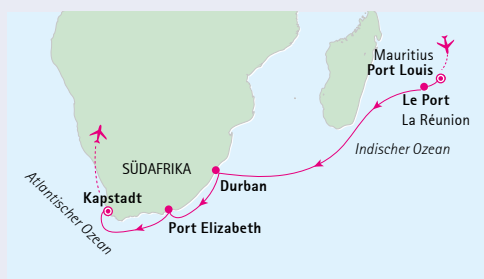 Mauritius
Port Louis
Le Port
La Réunion
Indischer Ozean
SÜDAFRIKA
Durban
Kapstadt
Port Elizabeth
Atlantischer Ozean